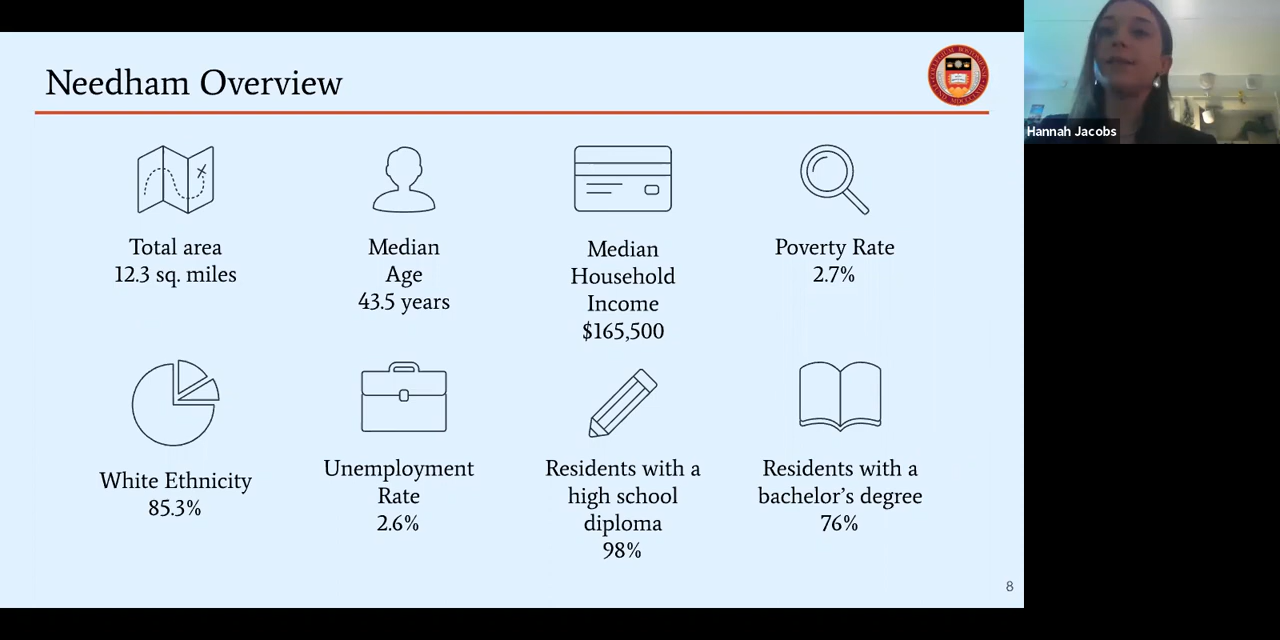 Needham Overview
Hannah Jacobs
Total area
12.3 sq. miles
Median
Age
43.5 years
Median
Household
Income
$165,500
Poverty Rate
2.7%
White Ethnicity
85.3%
Unemployment
Rate
2.6%
Residents with a
high school
diploma
98%
Residents with a
bachelor’s degree
76%
8